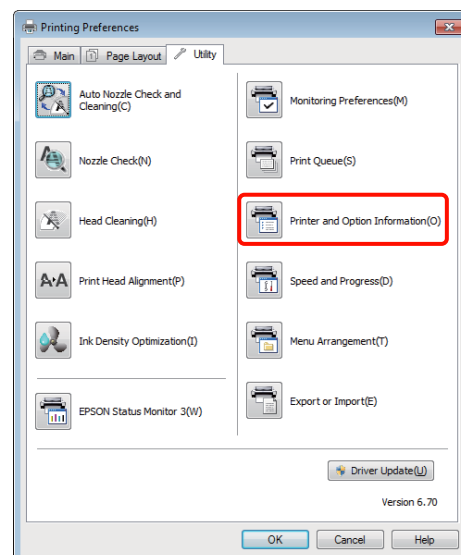 Printing Preferences
Main
Page Layout
Utility
Auto Nozzle Check and
Cleaning(C)
Monitoring Preferences(M)
Nozzle Check(N)
Print Queue(S)
Head Cleaning(H)
Printer and Option Information(O)
Print Head Alignment(P)
Speed and Progress(D)
Ink Density Optimization(I)
Menu Arrangement(T)
EPSON Status Monitor 3(W)
Export or Import(E)
Driver Update(U)
Version 6.70
OK
Cancel
Help